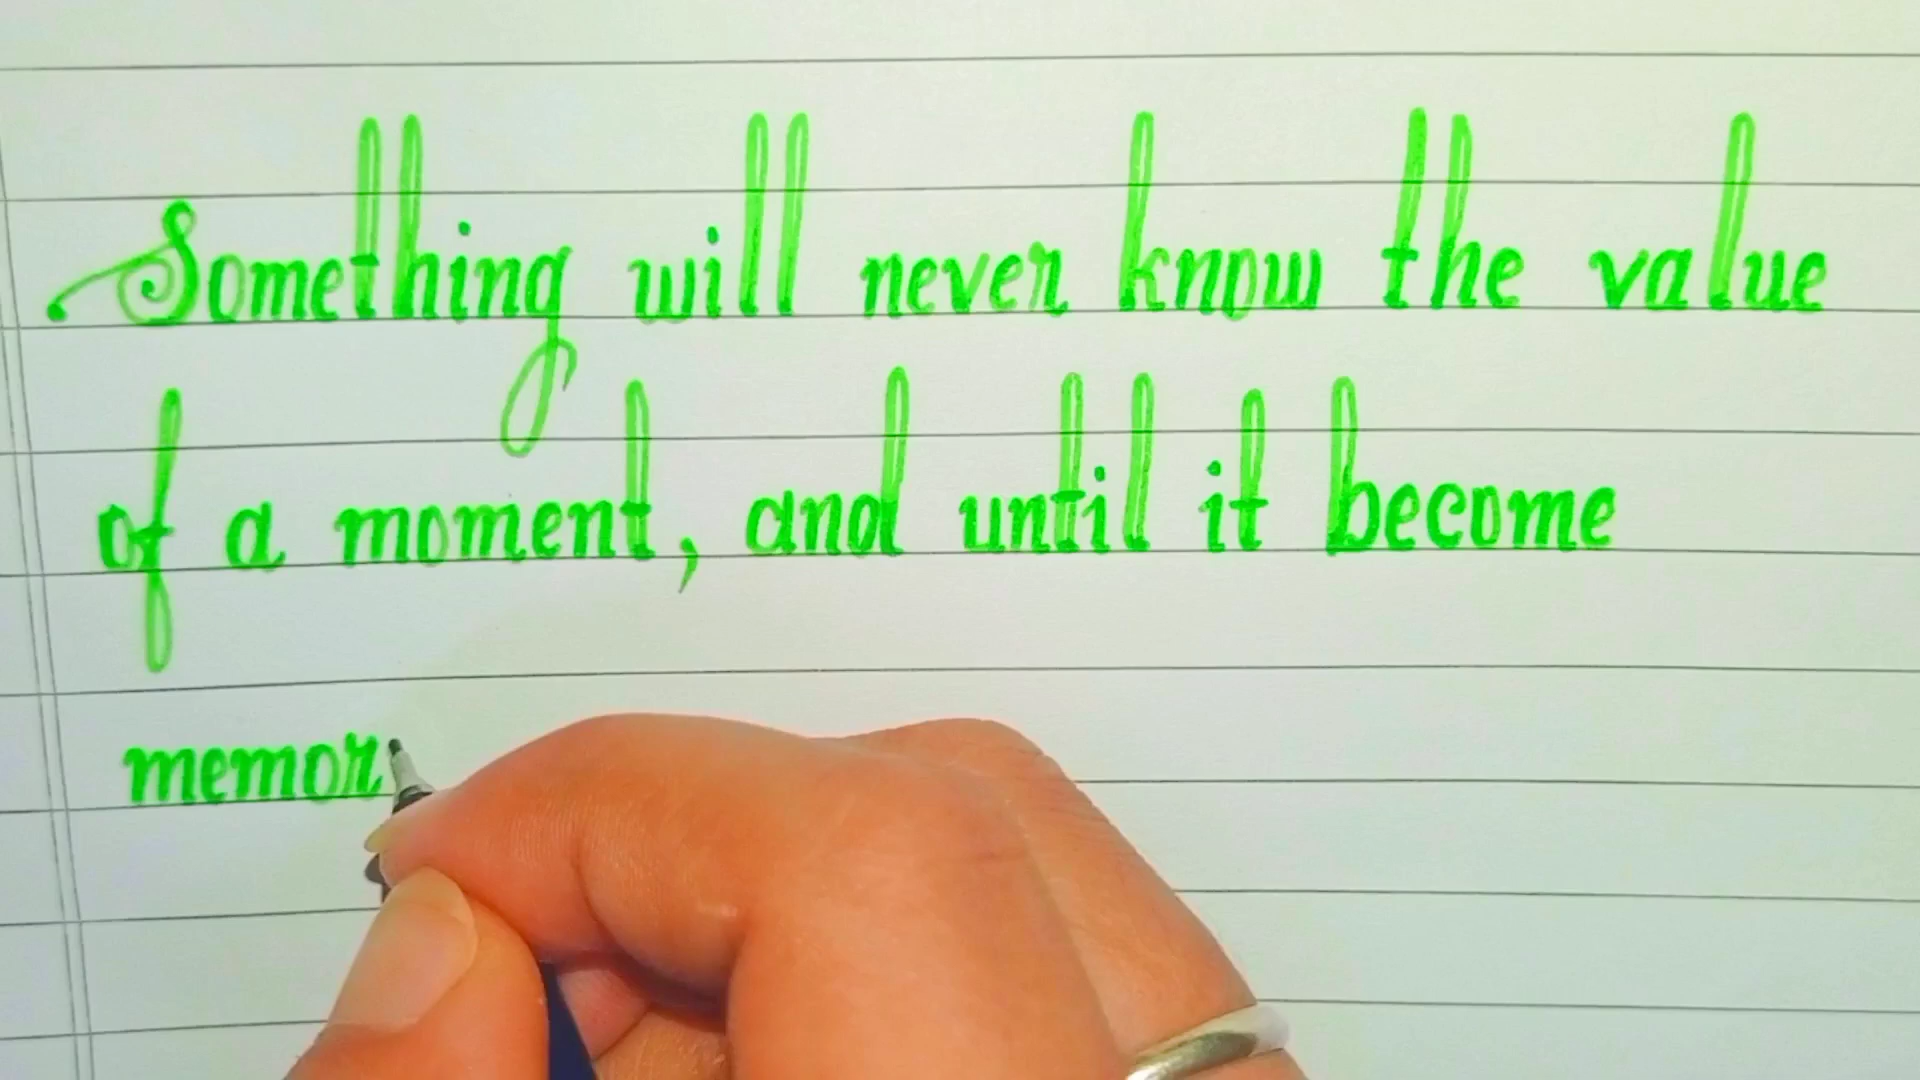 Something will never know the value
of a moment, and until it become
memor